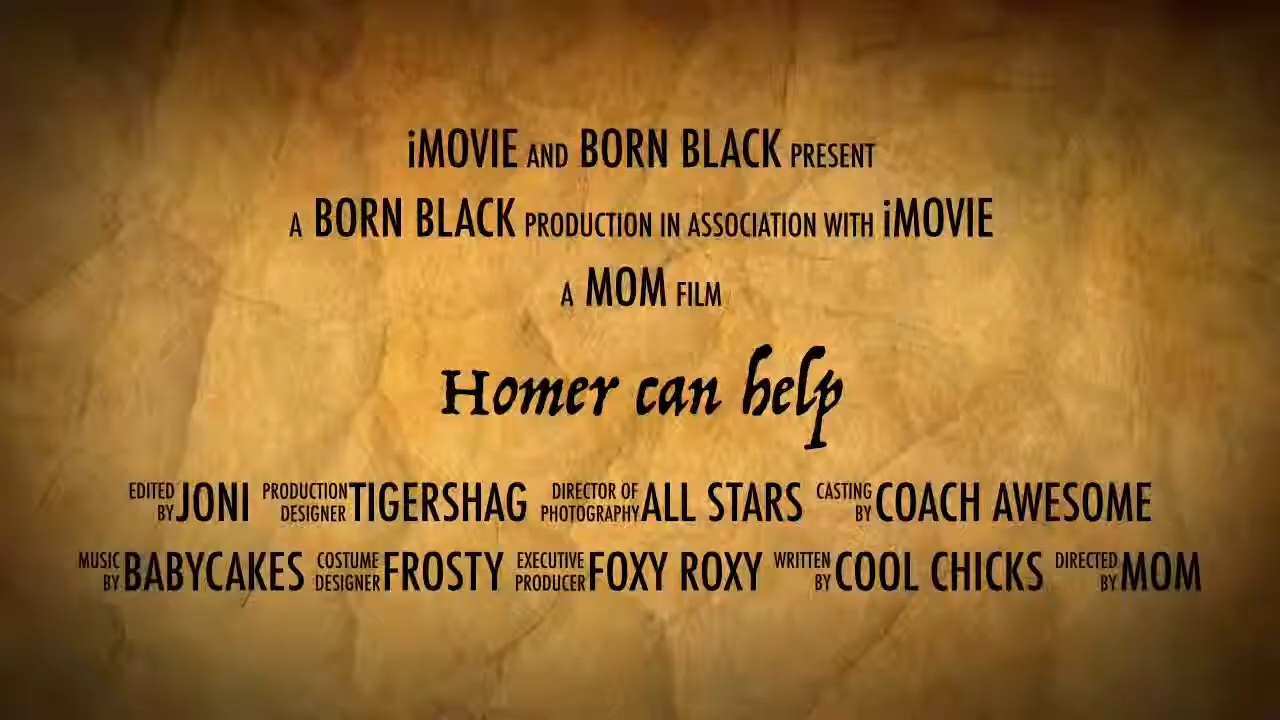 iMOVIE AND BORN BLACK PRESENT
A BORN BLACK PRODUCTION IN ASSOCIATION WITH iMOVIE
A MOM FILM
Homer can help
EDITED BY JONI PRODUCTION DESIGNER TIGERSHAG DIRECTOR OF PHOTOGRAPHY ALL STARS CASTING BY COACH AWESOME
MUSIC BY BABYCAKES COSTUME DESIGNER FROSTY EXECUTIVE PRODUCER FOXY ROXY WRITTEN BY COOL CHICKS DIRECTED BY MOM